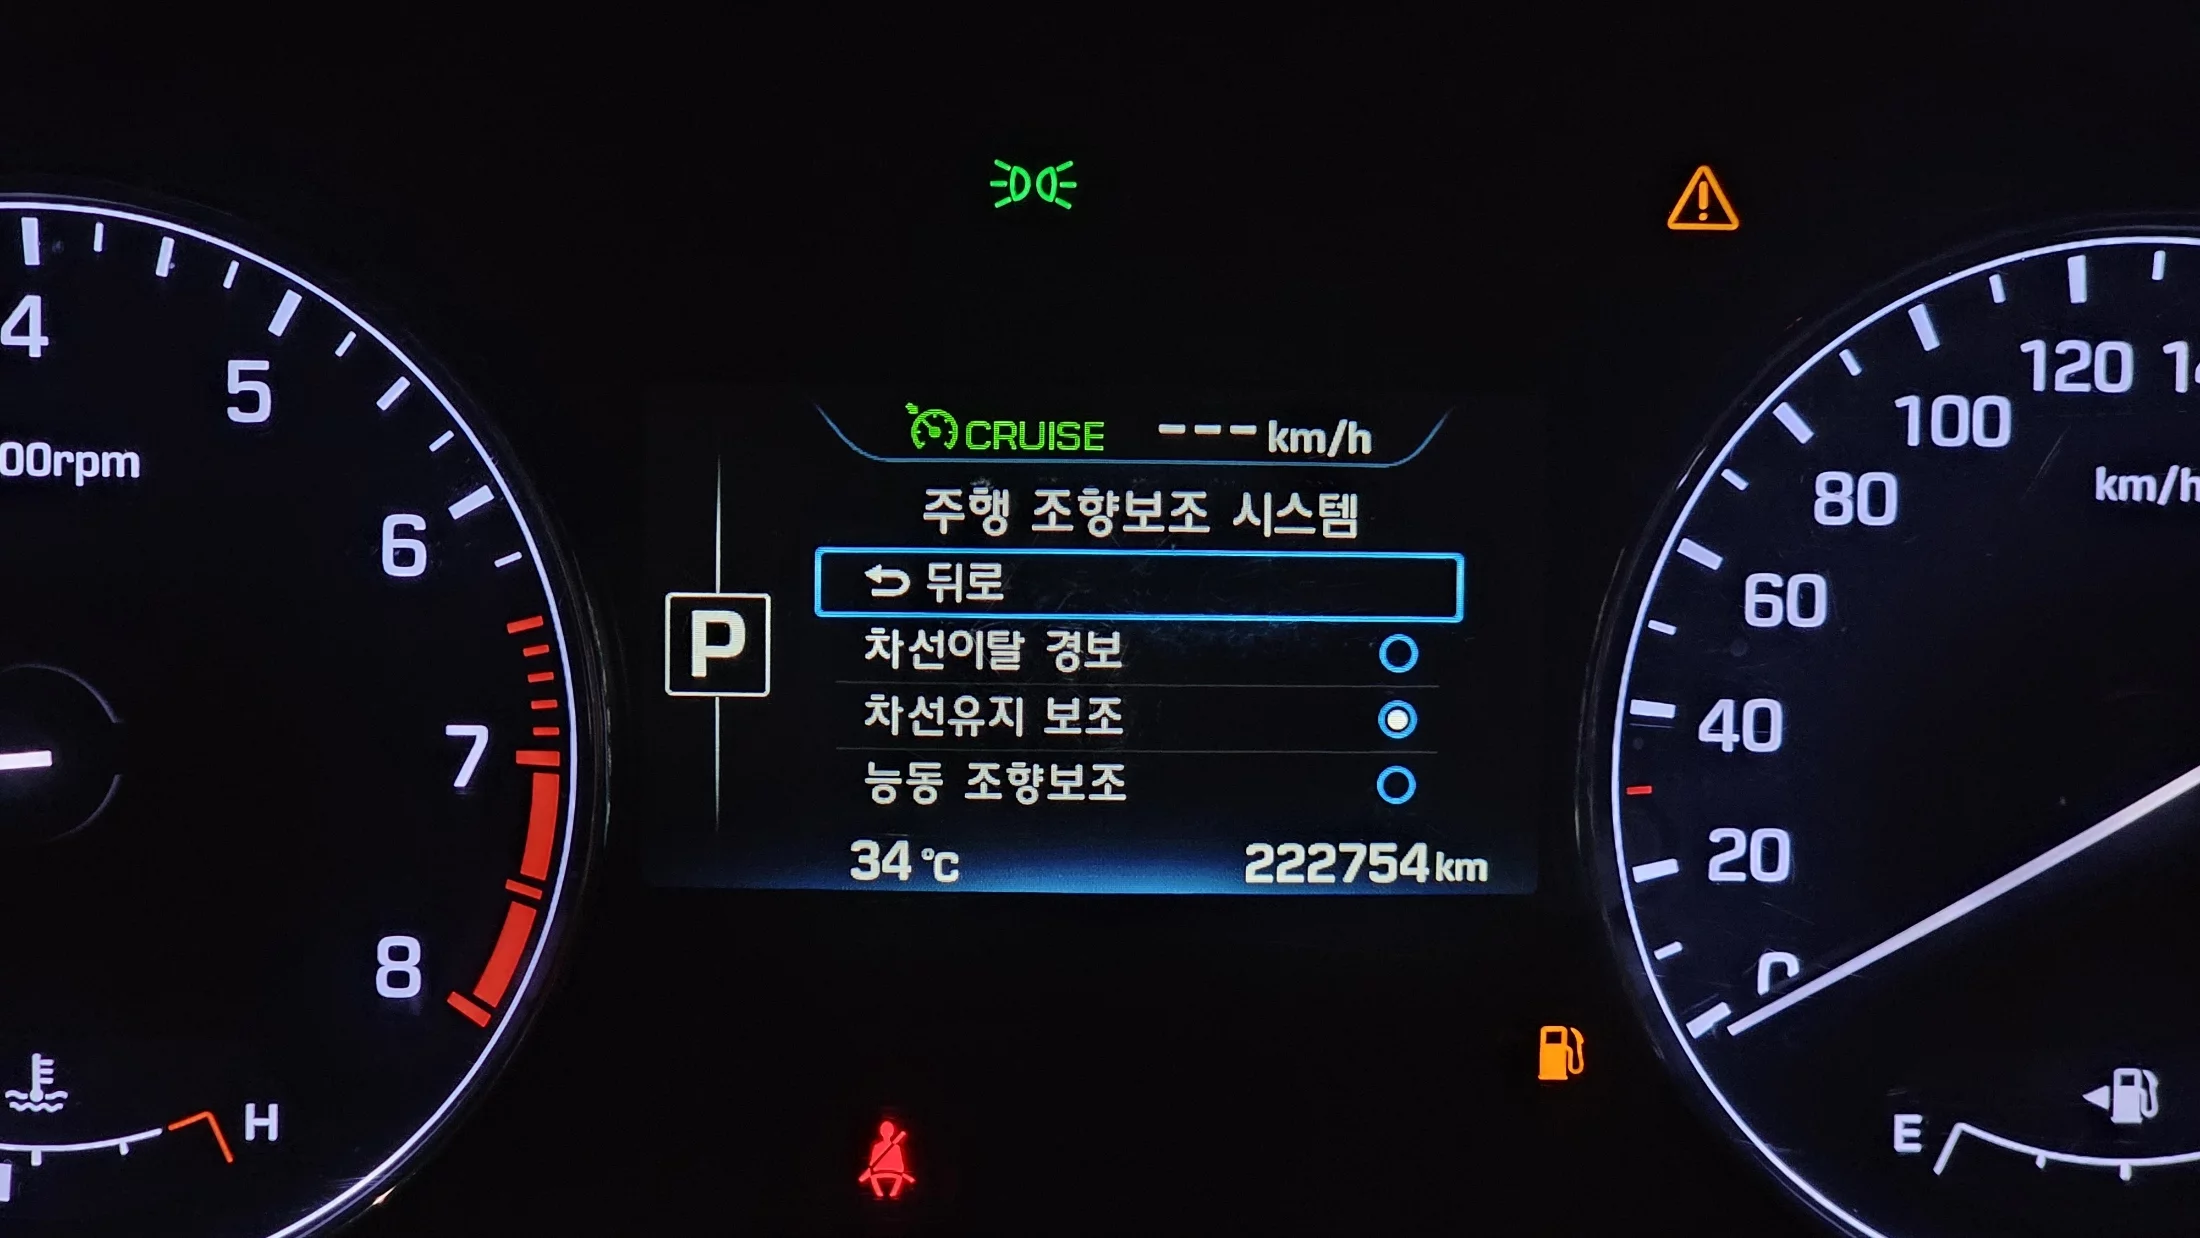 CRUISE --- km/h
주행 조향보조 시스템
뒤로
차선이탈 경보
차선유지 보조
능동 조향보조
34 °C 222754 km
P
4
5
6
7
8
00rpm
H
0
20
40
60
80
100
120
km/h
E